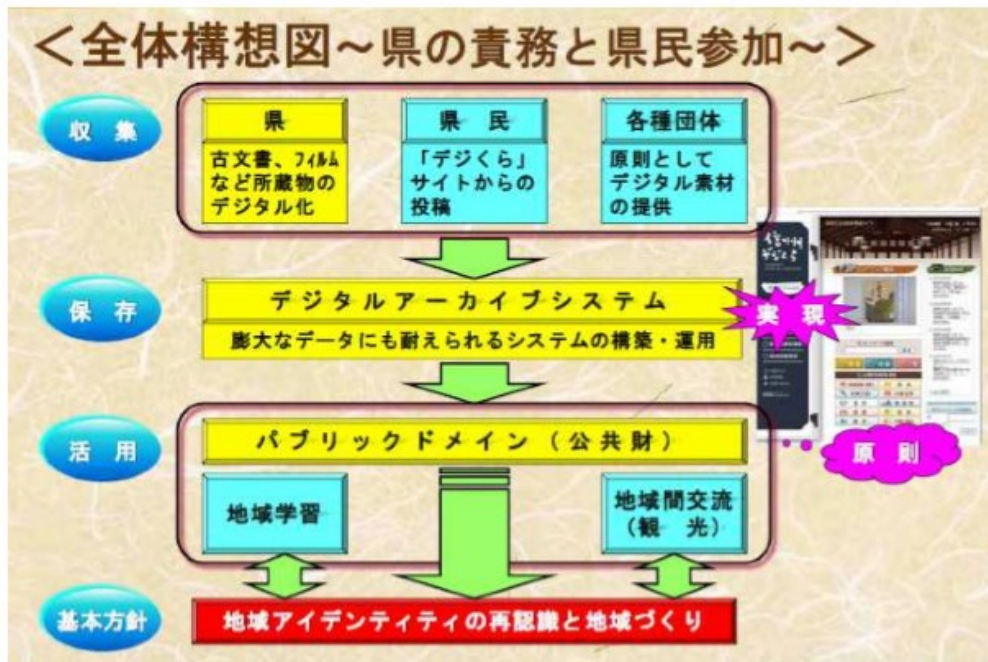 ＜全体構想図～県の責務と県民参加～＞
収 集
県
古文書、フィルム
など所蔵物の
デジタル化
県 民
「デジくら」
サイトからの
投稿
各種団体
原則として
デジタル素材
の提供
保 存
デジタルアーカイブシステム
膨大なデータにも耐えられるシステムの構築・運用
実 現
活 用
パブリックドメイン（公共財）
原 則
地域学習
地域間交流
（観 光）
基本方針
地域アイデンティティの再認識と地域づくり